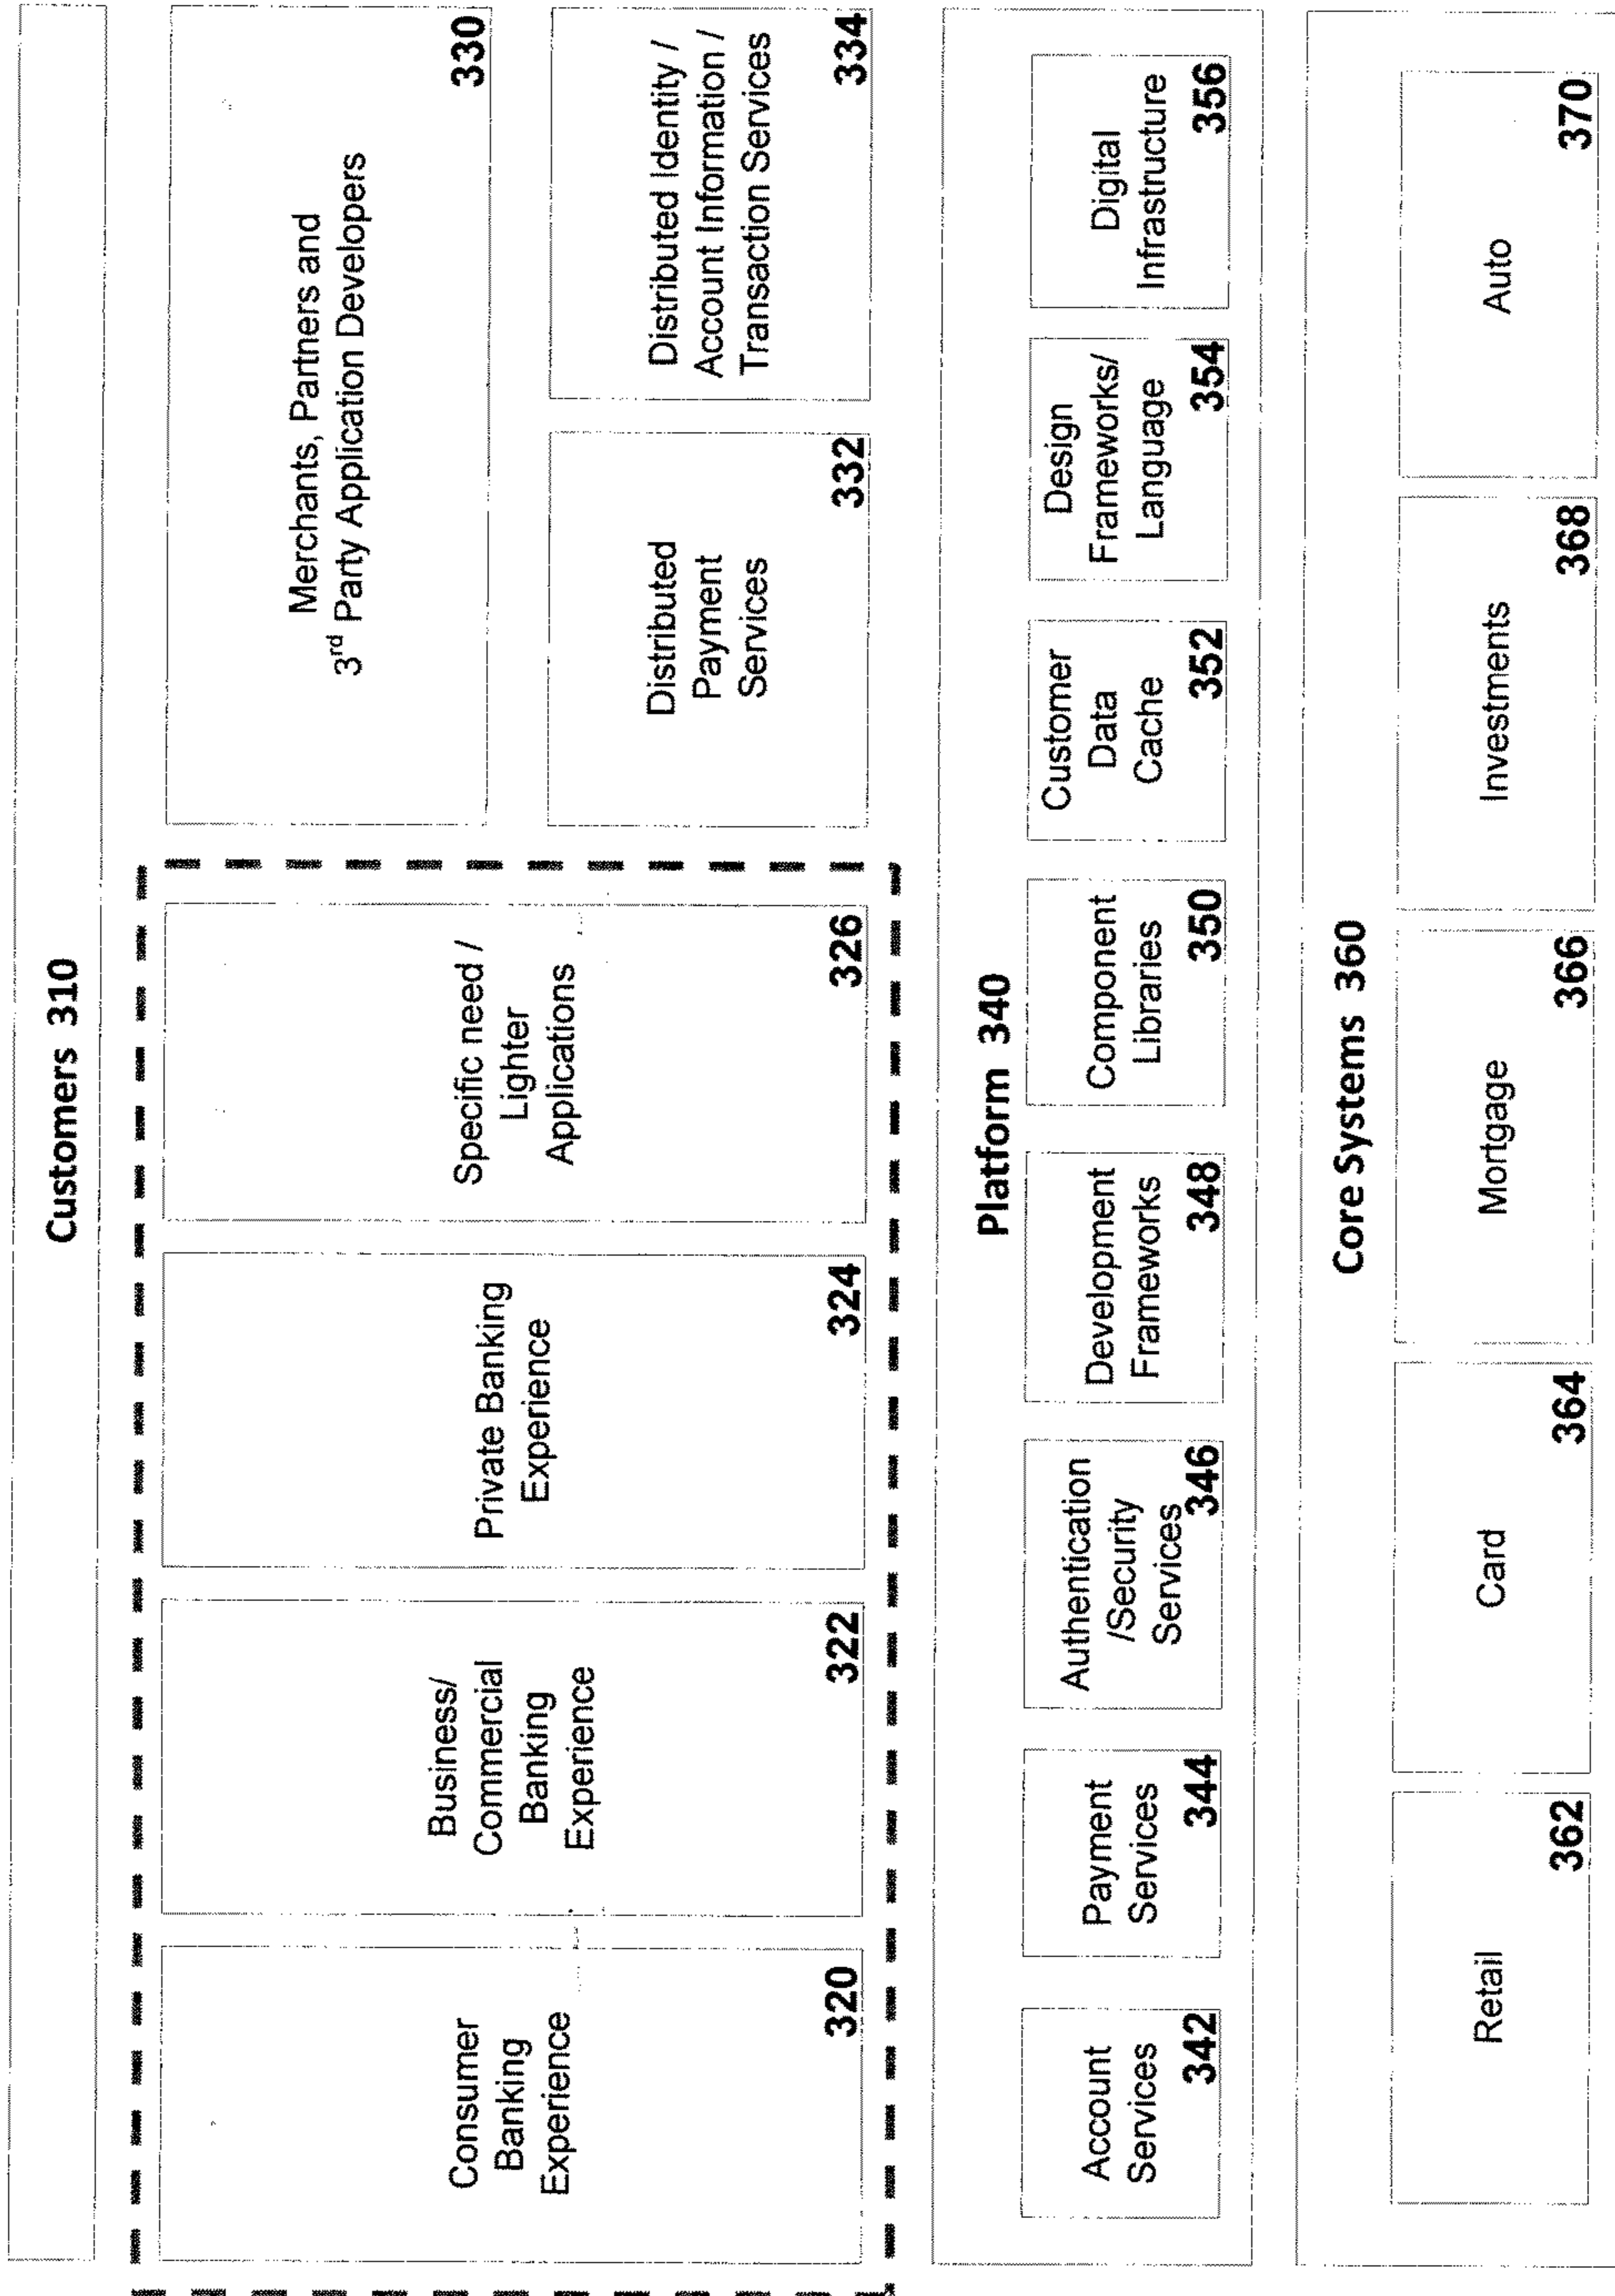 Customers 310
Consumer
Banking
Experience
320
Business/
Commercial
Banking
Experience
322
Private Banking
Experience
324
Specific need /
Lighter
Applications
326
Merchants, Partners and
3rd Party Application Developers
330
Distributed
Payment
Services
332
Distributed Identity /
Account Information /
Transaction Services
334
Platform 340
Account
Services
342
Payment
Services
344
Authentication
/Security
Services
346
Development
Frameworks
348
Component
Libraries
350
Customer
Data
Cache
352
Design
Frameworks/
Language
354
Digital
Infrastructure
356
Core Systems 360
Retail
362
Card
364
Mortgage
366
Investments
368
Auto
370